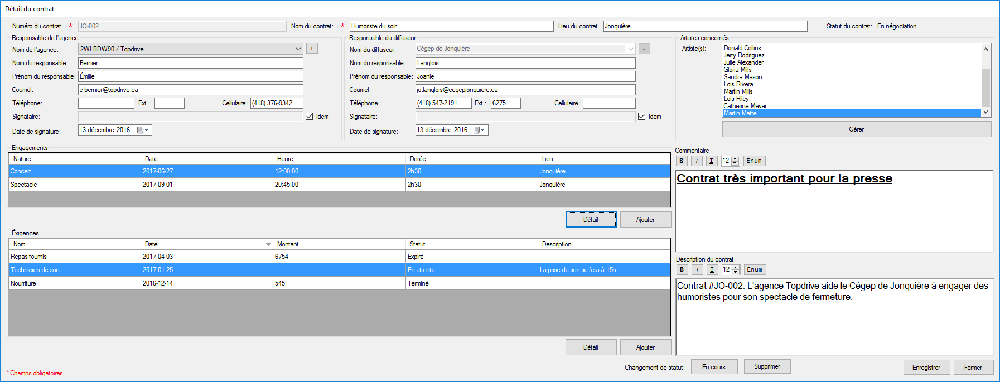 Détail du contrat
Numéro du contrat: * JO-002 Nom du contrat: * Humoriste du soir Lieu du contrat Jonquière Statut du contrat: En négociation
Responsable de l'agence
Nom de l'agence: 2WLBDW90 / Topdrive +
Nom du responsable: Bernier
Prénom du responsable: Émilie
Courriel: e-bernier@topdrive.ca
Téléphone: Ext.: Cellulaire: (418) 376-9342
Signataire: Idem
Date de signature: 13 décembre 2016
Responsable du diffuseur
Nom du diffuseur: Cégep de Jonquière +
Nom du responsable: Langlois
Prénom du responsable: Joanie
Courriel: jo.langlois@cegepjonquiere.ca
Téléphone: (418) 547-2191 Ext.: 6275 Cellulaire:
Signataire: Idem
Date de signature: 13 décembre 2016
Artistes concernés
Artiste(s): Donald Collins
Jerry Rodriguez
Julie Alexander
Gloria Mills
Sandra Mason
Lois Rivera
Martin Mills
Lois Riley
Catherine Meyer
Martin Matte
Gérer
Engagements
Nature Date Heure Durée Lieu
Concert 2017-06-27 12:00:00 2h30 Jonquière
Spectacle 2017-09-01 20:45:00 2h30 Jonquière
Détail Ajouter
Éxigences
Nom Date Montant Statut Description
Repas fournis 2017-04-03 6754 Expiré
Technicien de son 2017-01-25 En attente La prise de son se fera à 15h
Nourriture 2016-12-14 545 Terminé
Détail Ajouter
Commentaire
B I I 12 Enum
Contrat très important pour la presse
Description du contrat
B I I 12 Enum
Contrat #JO-002. L'agence Topdrive aide le Cégep de Jonquière à engager des
humoristes pour son spectacle de fermeture.
* Champs obligatoires
Changement de statut: En cours Supprimer Enregistrer Fermer